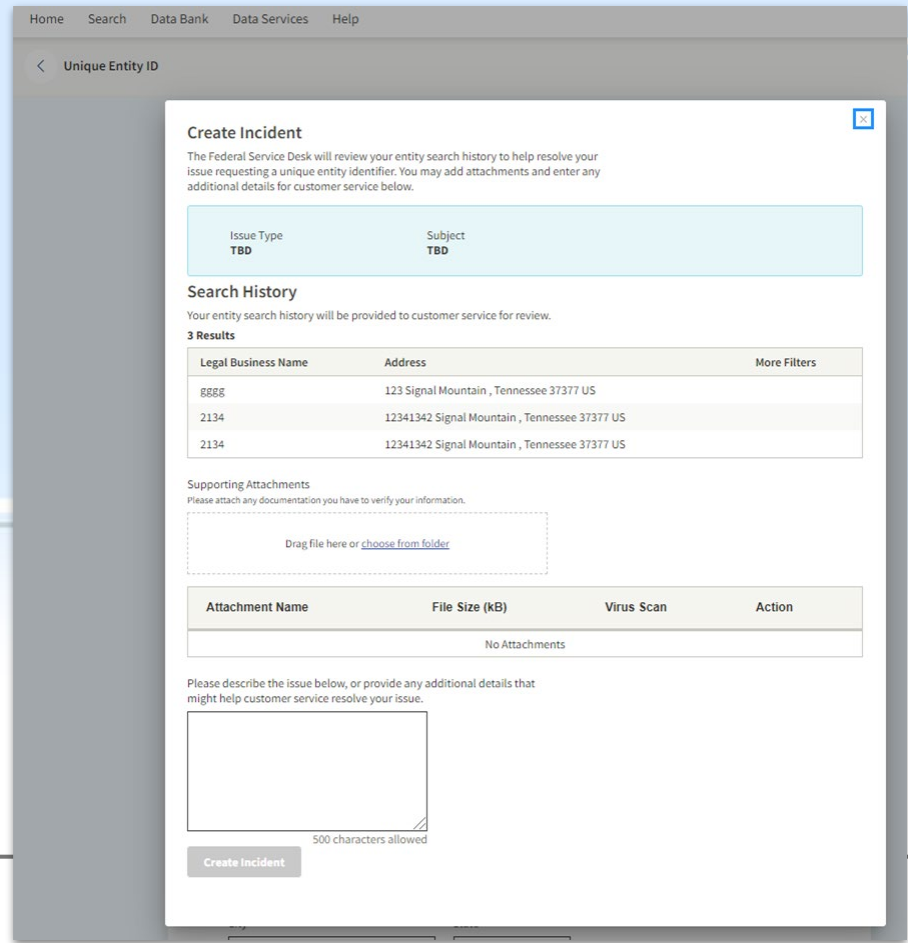 Home Search Data Bank Data Services Help
Unique Entity ID
Create Incident
The Federal Service Desk will review your entity search history to help resolve your
issue requesting a unique entity identifier. You may add attachments and enter any
additional details for customer service below.
Issue Type Subject
TBD TBD
Search History
Your entity search history will be provided to customer service for review.
3 Results
Legal Business Name Address More Filters
gggg 123 Signal Mountain , Tennessee 37377 US
2134 12341342 Signal Mountain , Tennessee 37377 US
2134 12341342 Signal Mountain , Tennessee 37377 US
Supporting Attachments
Please attach any documentation you have to verify your information.
Drag file here or choose from folder
Attachment Name File Size (kB) Virus Scan Action
No Attachments
Please describe the issue below, or provide any additional details that
might help customer service resolve your issue.
500 characters allowed
Create Incident